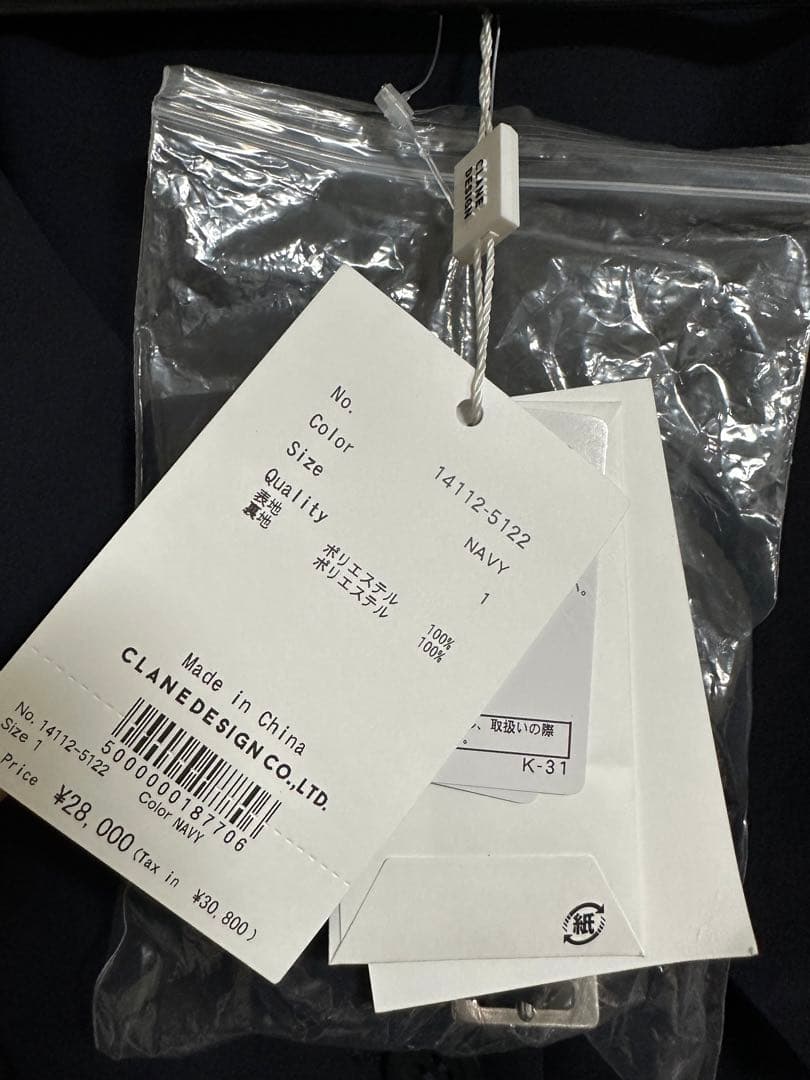 CLANE
DESIGN
No. 14112-5122
Color NAVY
Size 1
Quality
表地 ポリエステル 100%
裏地 ポリエステル 100%
Made in China
CLANEDESIGN CO.,LTD.
5000000187706
No. 14112-5122 Color NAVY
Size 1
Price ¥28,000 (Tax in ¥30,800)
。
、取扱いの際
。
K-31
紙